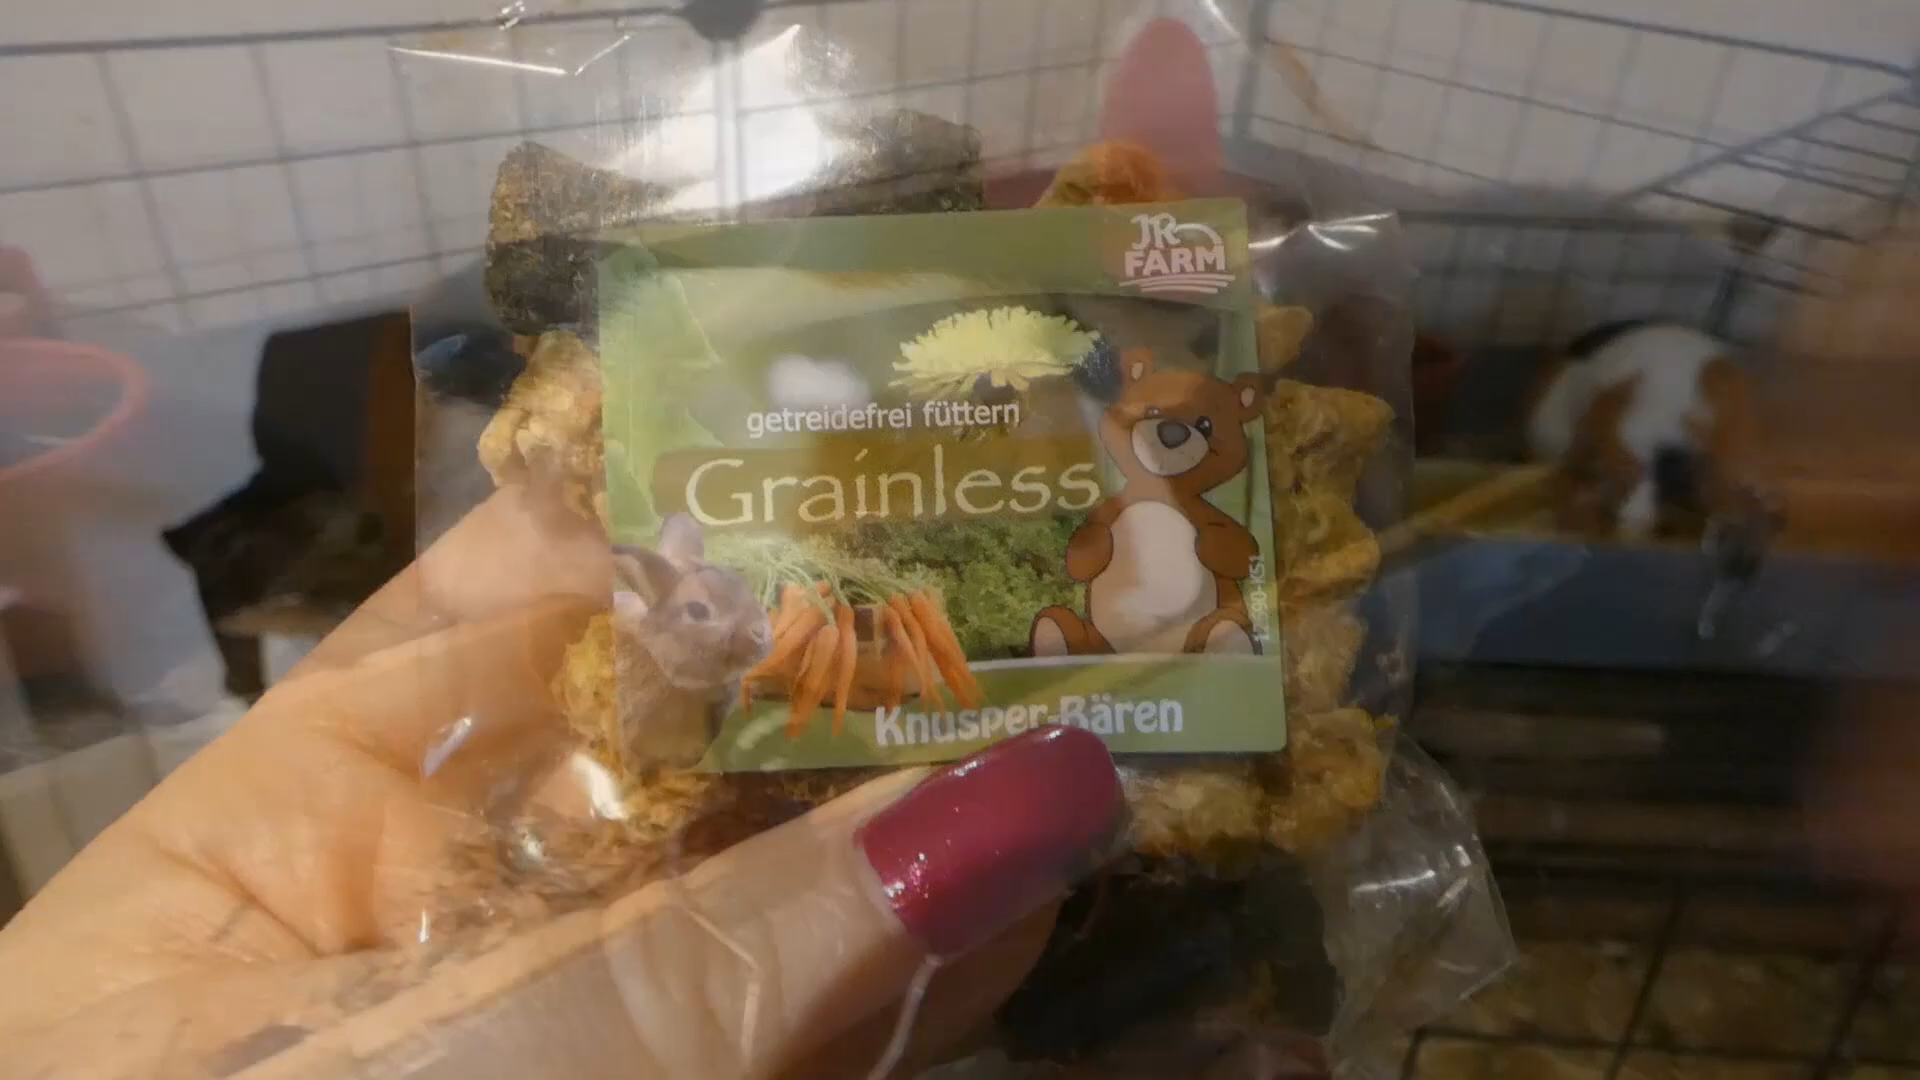 JR
FARM
getreidefrei füttern
Grainless
Knusper-Bären